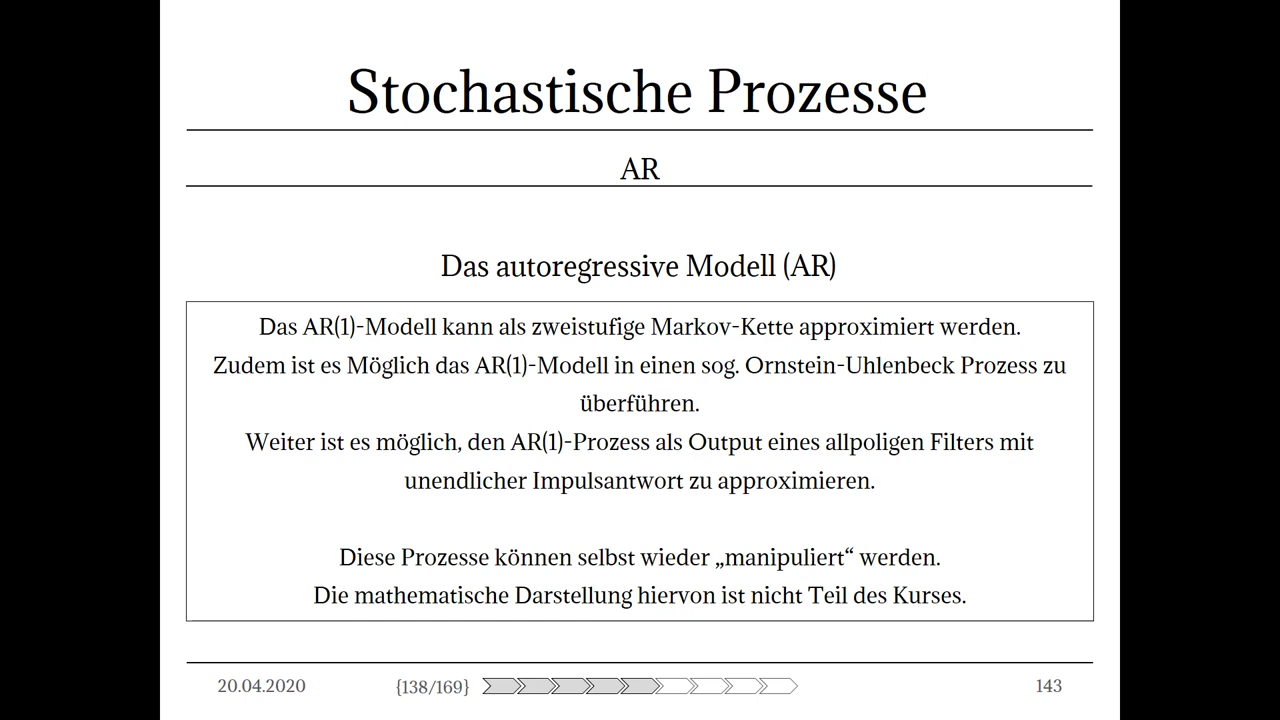 Stochastische Prozesse
AR
Das autoregressive Modell (AR)
Das AR(1)-Modell kann als zweistufige Markov-Kette approximiert werden.
Zudem ist es Möglich das AR(1)-Modell in einen sog. Ornstein-Uhlenbeck Prozess zu
überführen.
Weiter ist es möglich, den AR(1)-Prozess als Output eines allpoligen Filters mit
unendlicher Impulsantwort zu approximieren.
Diese Prozesse können selbst wieder „manipuliert“ werden.
Die mathematische Darstellung hiervon ist nicht Teil des Kurses.
20.04.2020 {138/169} 143